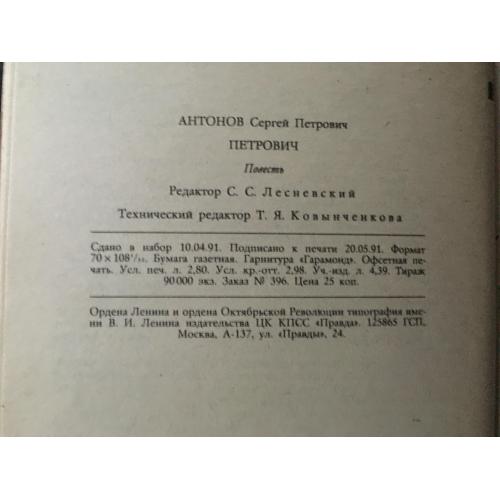 АНТОНОВ Сергей Петрович
ПЕТРОВИЧ
Повесть
Редактор С. С. Лесневский
Технический редактор Т. Я. Ковынченкова
Сдано в набор 10.04.91. Подписано к печати 20.05.91. Формат
70×108¹/₃₂. Бумага газетная. Гарнитура «Гарамонд». Офсетная пе-
чать. Усл. печ. л. 2,80. Усл. кр.-отт. 2,98. Уч.-изд. л. 4,39. Тираж
90 000 экз. Заказ № 396. Цена 25 коп.
Ордена Ленина и ордена Октябрьской Революции типография име-
ни В. И. Ленина издательства ЦК КПСС «Правда». 125865 ГСП,
Москва, А-137, ул. «Правды», 24.